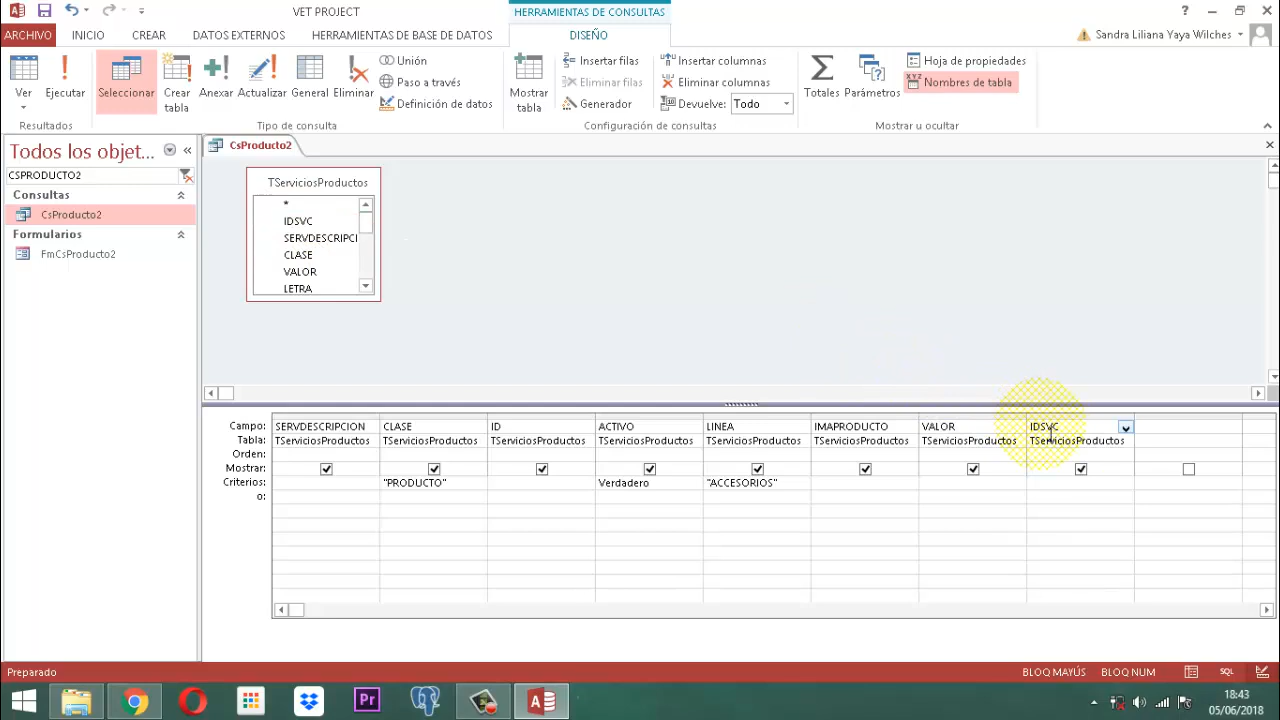 VET PROJECT
HERRAMIENTAS DE CONSULTAS
ARCHIVO INICIO CREAR DATOS EXTERNOS HERRAMIENTAS DE BASE DE DATOS DISEÑO
Sandra Liliana Yaya Wilches
Ver
Ejecutar
Resultados
Seleccionar
Crear
tabla
Anexar
Actualizar
General
Eliminar
Unión
Paso a través
Definición de datos
Tipo de consulta
Mostrar
tabla
Insertar filas
Eliminar filas
Generador
Insertar columnas
Eliminar columnas
Devuelve: Todo
Configuración de consultas
Totales
Parámetros
Hoja de propiedades
XYZ Nombres de tabla
Mostrar u ocultar
Todos los objet...
CSPRODUCTO2
Consultas
CsProducto2
Formularios
FmCsProducto2
CsProducto2
TServiciosProductos
*
IDSVC
SERVDESCRIPCI
CLASE
VALOR
LETRA
Campo: SERVDESCRIPCION CLASE ID ACTIVO LINEA IMAPRODUCTO VALOR IDSVC
Tabla: TServiciosProductos TServiciosProductos TServiciosProductos TServiciosProductos TServiciosProductos TServiciosProductos TServiciosProductos TServiciosProductos
Orden:
Mostrar:
Criterios: "PRODUCTO" Verdadero "ACCESORIOS"
o:
Preparado
BLOQ MAYÚS BLOQ NUM SQL
Pr
18:43
05/06/2018